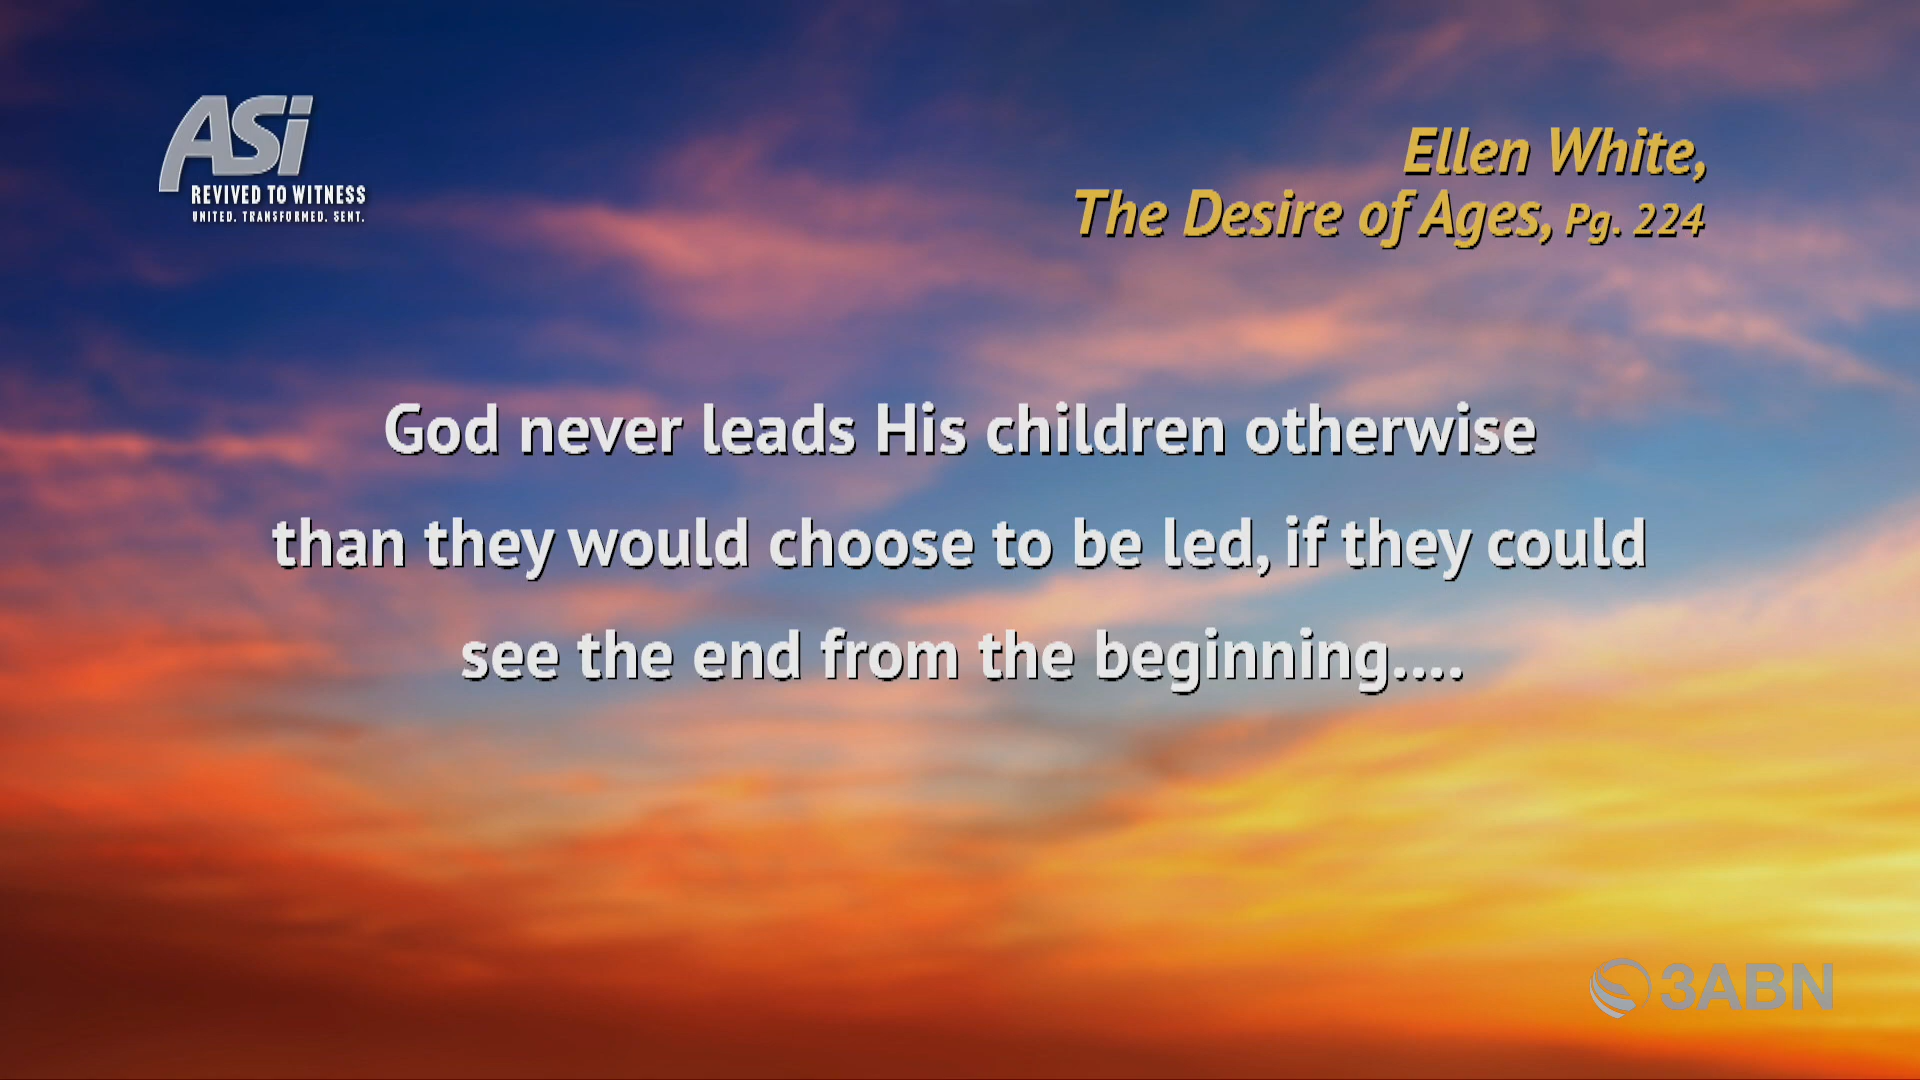 ASi
REVIVED TO WITNESS
UNITED. TRANSFORMED. SENT.
Ellen White,
The Desire of Ages, Pg. 224
God never leads His children otherwise
than they would choose to be led, if they could
see the end from the beginning....
3ABN